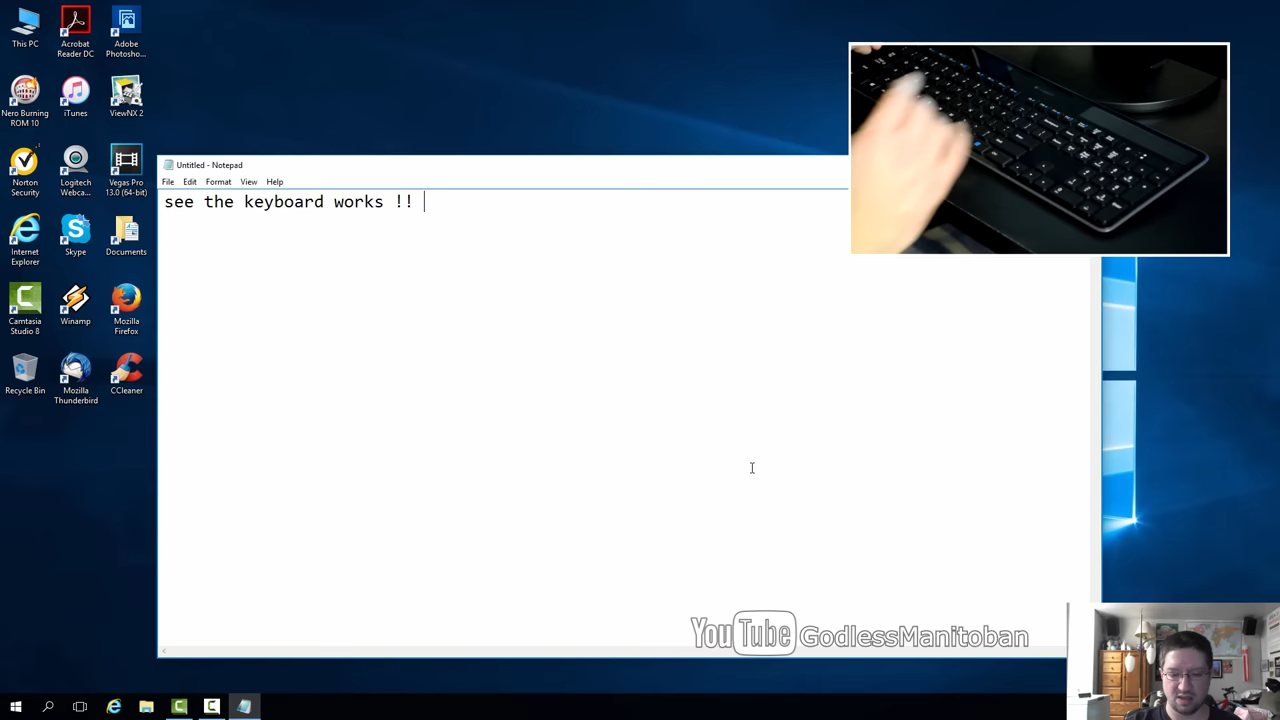 This PC
Acrobat
Reader DC
Adobe
Photosho...
Nero Burning
ROM 10
iTunes
ViewNX 2
Norton
Security
Logitech
Webca...
Vegas Pro
13.0 (64-bit)
Internet
Explorer
Skype
Documents
Camtasia
Studio 8
Winamp
Mozilla
Firefox
Recycle Bin
Mozilla
Thunderbird
CCleaner
Untitled - Notepad
File Edit Format View Help
see the keyboard works !!
YouTube GodlessManitoban